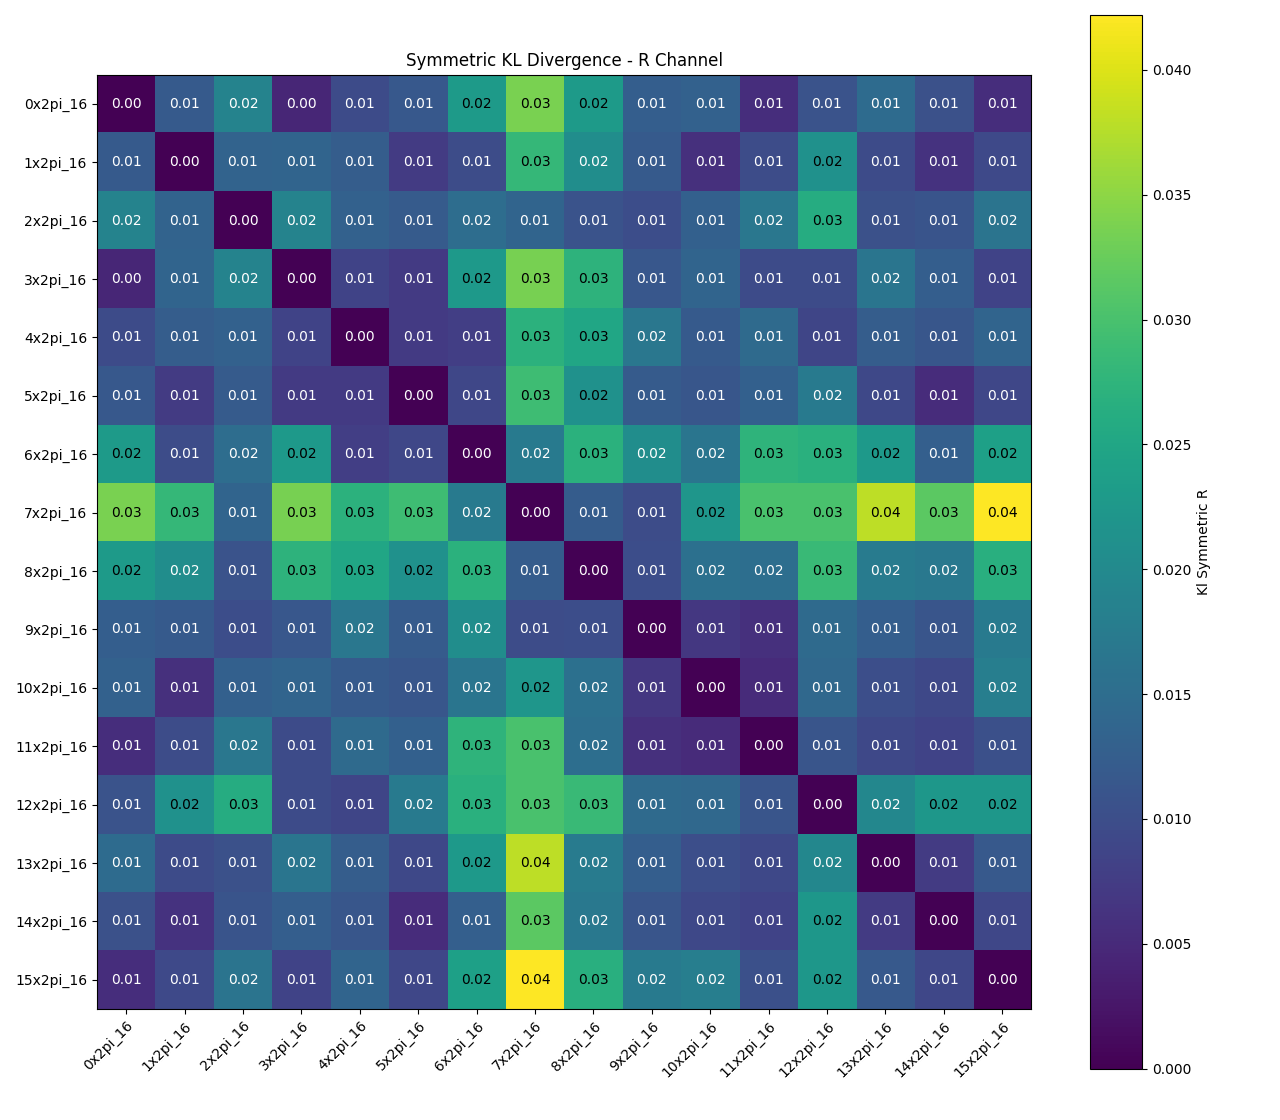 Symmetric KL Divergence - R Channel
0x2pi_16 0.00 0.01 0.02 0.00 0.01 0.01 0.02 0.03 0.02 0.01 0.01 0.01 0.01 0.01 0.01 0.01
1x2pi_16 0.01 0.00 0.01 0.01 0.01 0.01 0.01 0.03 0.02 0.01 0.01 0.01 0.02 0.01 0.01 0.01
2x2pi_16 0.02 0.01 0.00 0.02 0.01 0.01 0.02 0.01 0.01 0.01 0.01 0.02 0.03 0.01 0.01 0.02
3x2pi_16 0.00 0.01 0.02 0.00 0.01 0.01 0.02 0.03 0.03 0.01 0.01 0.01 0.01 0.02 0.01 0.01
4x2pi_16 0.01 0.01 0.01 0.01 0.00 0.01 0.01 0.03 0.03 0.02 0.01 0.01 0.01 0.01 0.01 0.01
5x2pi_16 0.01 0.01 0.01 0.01 0.01 0.00 0.01 0.03 0.02 0.01 0.01 0.01 0.02 0.01 0.01 0.01
6x2pi_16 0.02 0.01 0.02 0.02 0.01 0.01 0.00 0.02 0.03 0.02 0.02 0.03 0.03 0.02 0.01 0.02
7x2pi_16 0.03 0.03 0.01 0.03 0.03 0.03 0.02 0.00 0.01 0.01 0.02 0.03 0.03 0.04 0.03 0.04
8x2pi_16 0.02 0.02 0.01 0.03 0.03 0.02 0.03 0.01 0.00 0.01 0.02 0.02 0.03 0.02 0.02 0.03
9x2pi_16 0.01 0.01 0.01 0.01 0.02 0.01 0.02 0.01 0.01 0.00 0.01 0.01 0.01 0.01 0.01 0.02
10x2pi_16 0.01 0.01 0.01 0.01 0.01 0.01 0.02 0.02 0.02 0.01 0.00 0.01 0.01 0.01 0.01 0.02
11x2pi_16 0.01 0.01 0.02 0.01 0.01 0.01 0.03 0.03 0.02 0.01 0.01 0.00 0.01 0.01 0.01 0.01
12x2pi_16 0.01 0.02 0.03 0.01 0.01 0.02 0.03 0.03 0.03 0.01 0.01 0.01 0.00 0.02 0.02 0.02
13x2pi_16 0.01 0.01 0.01 0.02 0.01 0.01 0.02 0.04 0.02 0.01 0.01 0.01 0.02 0.00 0.01 0.01
14x2pi_16 0.01 0.01 0.01 0.01 0.01 0.01 0.01 0.03 0.02 0.01 0.01 0.01 0.02 0.01 0.00 0.01
15x2pi_16 0.01 0.01 0.02 0.01 0.01 0.01 0.02 0.04 0.03 0.02 0.02 0.01 0.02 0.01 0.01 0.00
0x2pi_16 1x2pi_16 2x2pi_16 3x2pi_16 4x2pi_16 5x2pi_16 6x2pi_16 7x2pi_16 8x2pi_16 9x2pi_16 10x2pi_16 11x2pi_16 12x2pi_16 13x2pi_16 14x2pi_16 15x2pi_16
0.040
0.035
0.030
0.025
0.020
0.015
0.010
0.005
0.000
Kl Symmetric R